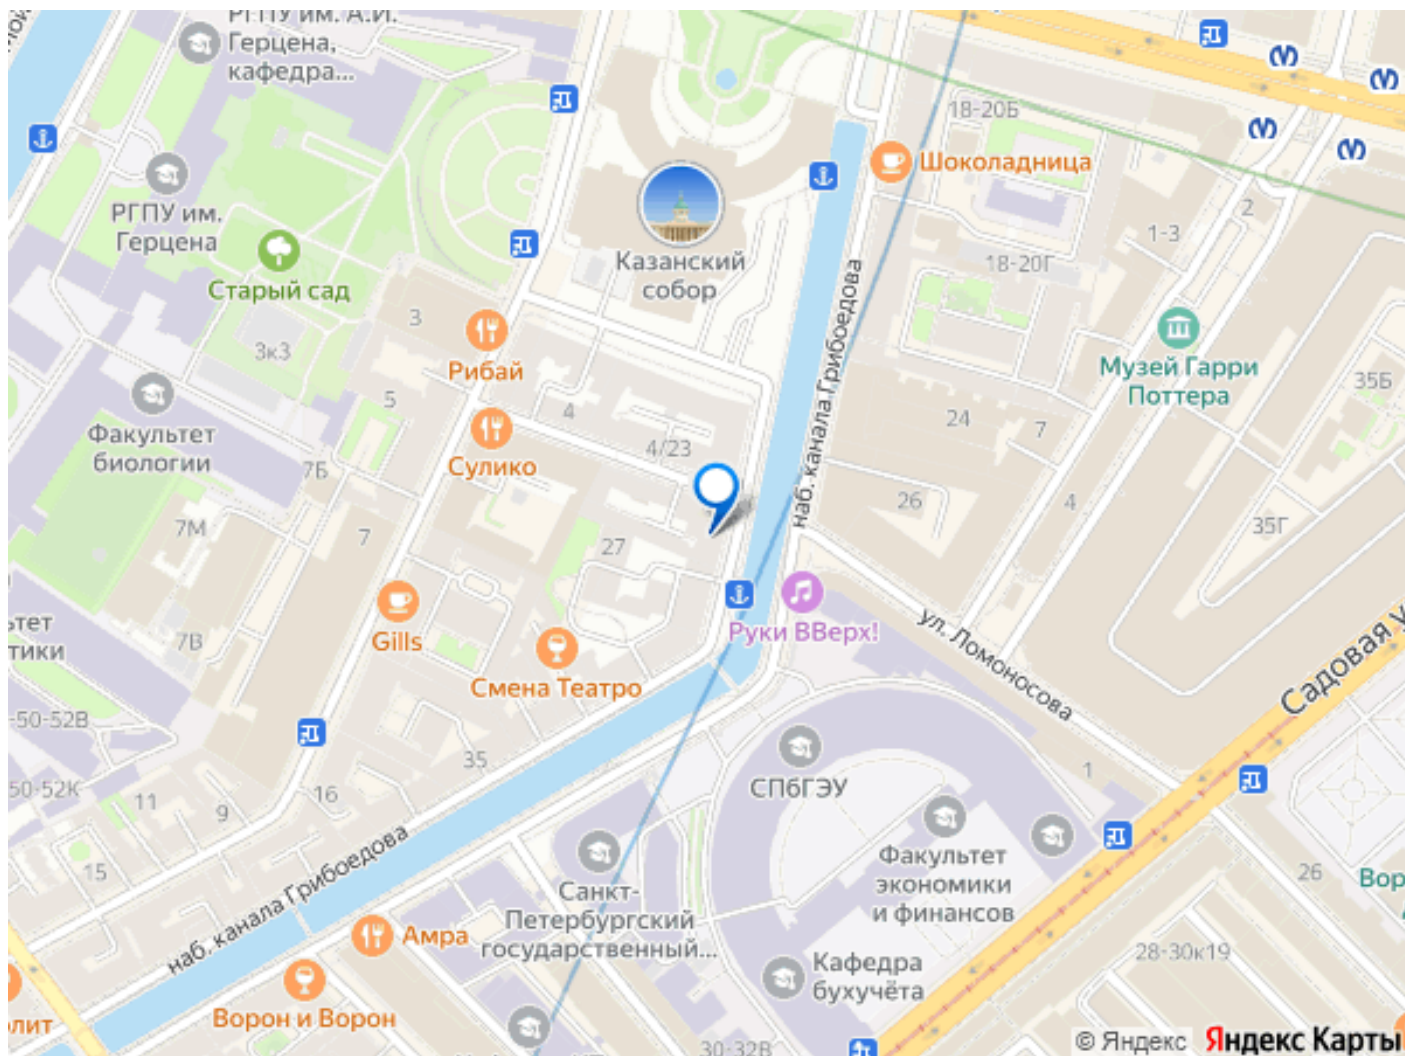 РГПУ им. А.И.
Герцена,
кафедра...
18-20Б
Шоколадница
РГПУ им.
Герцена
Казанский
собор
2
1-3
18-20Г
Старый сад
3
3к3
Рибай
наб. канала Грибоедова
Музей Гарри
Поттера
35Б
5
4
24
7
Факультет
биологии
7Б
Сулико
4/23
26
4
35Г
7М
7
27
7В
тет
тики
Gills
Руки ВВерх!
ул. Ломоносова
Садовая у
Смена Театро
-50-52В
35
СПбГЭУ
1
50-52К
11
9
16
наб. канала Грибоедова
15
Факультет
экономики
и финансов
26
Вор
Санкт-
Петербургский
государственный...
Амра
28-30к19
Кафедра
бухучёта
лит
Ворон и Ворон
30-32В
© Яндекс
Яндекс Карты